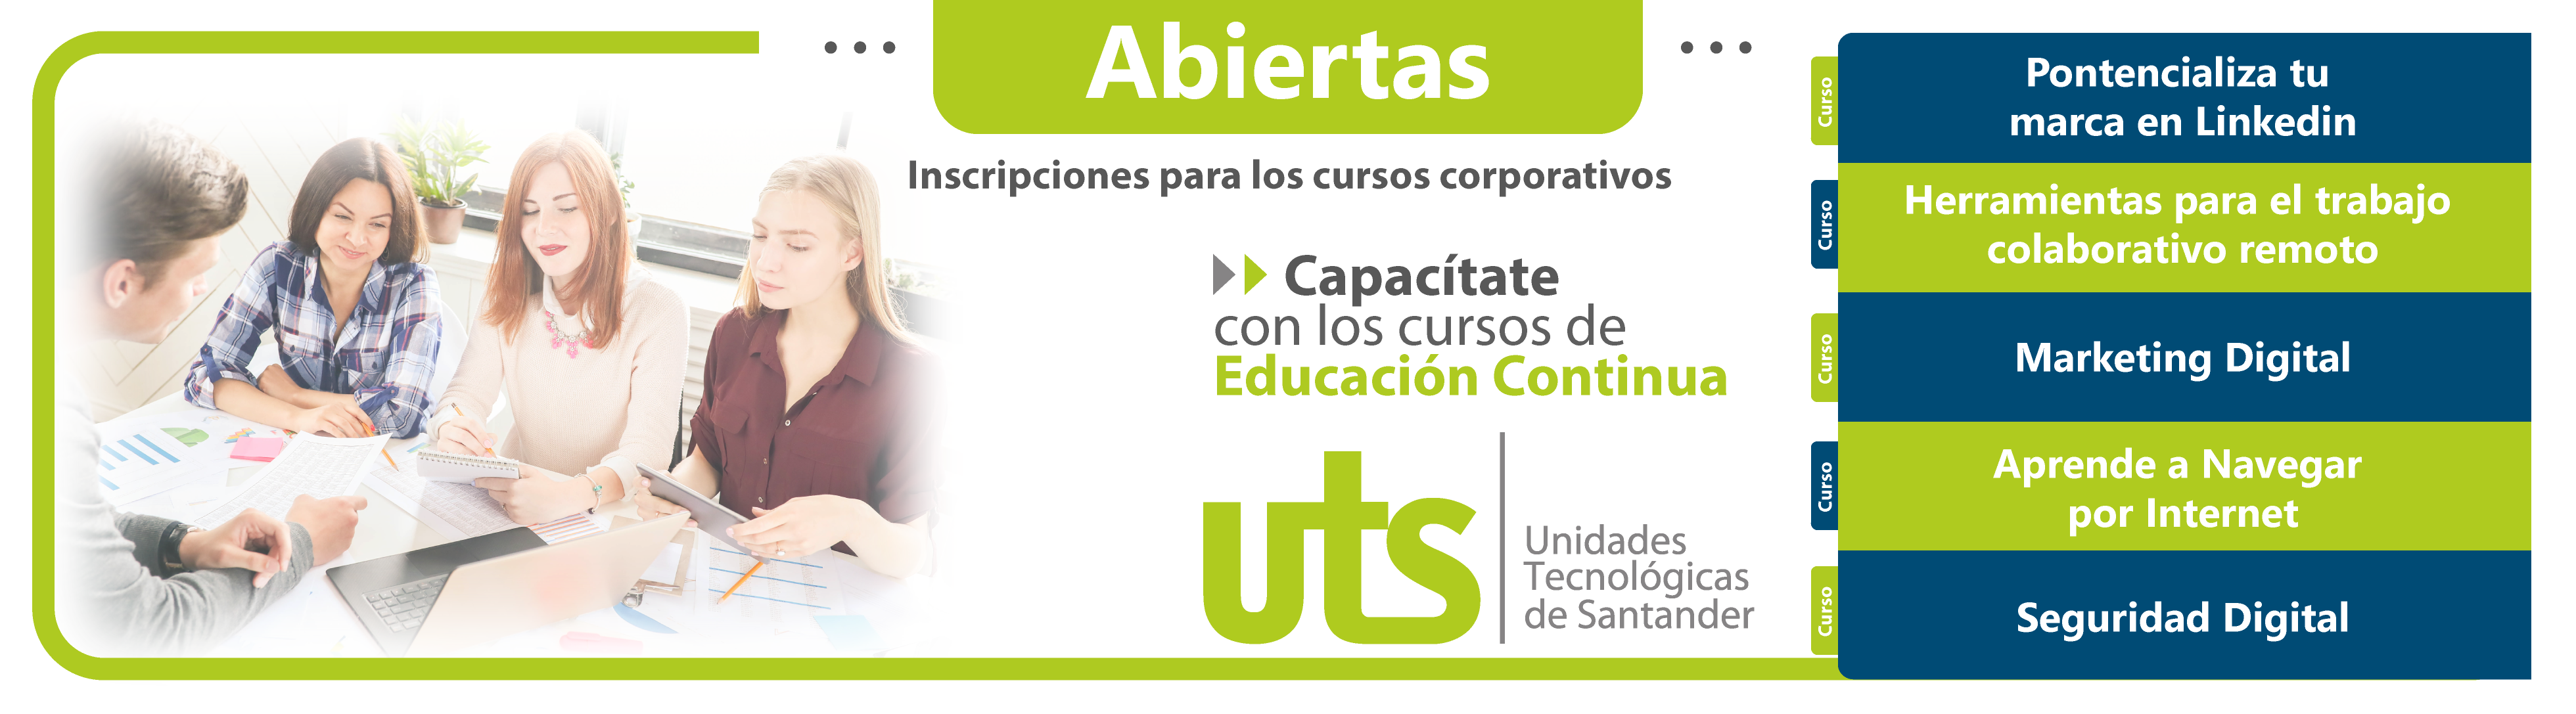 Abiertas
Inscripciones para los cursos corporativos
Capacítate
con los cursos de
Educación Continua
uts
Unidades
Tecnológicas
de Santander
Curso
Pontencializa tu
marca en Linkedin
Curso
Herramientas para el trabajo
colaborativo remoto
Curso
Marketing Digital
Curso
Aprende a Navegar
por Internet
Curso
Seguridad Digital